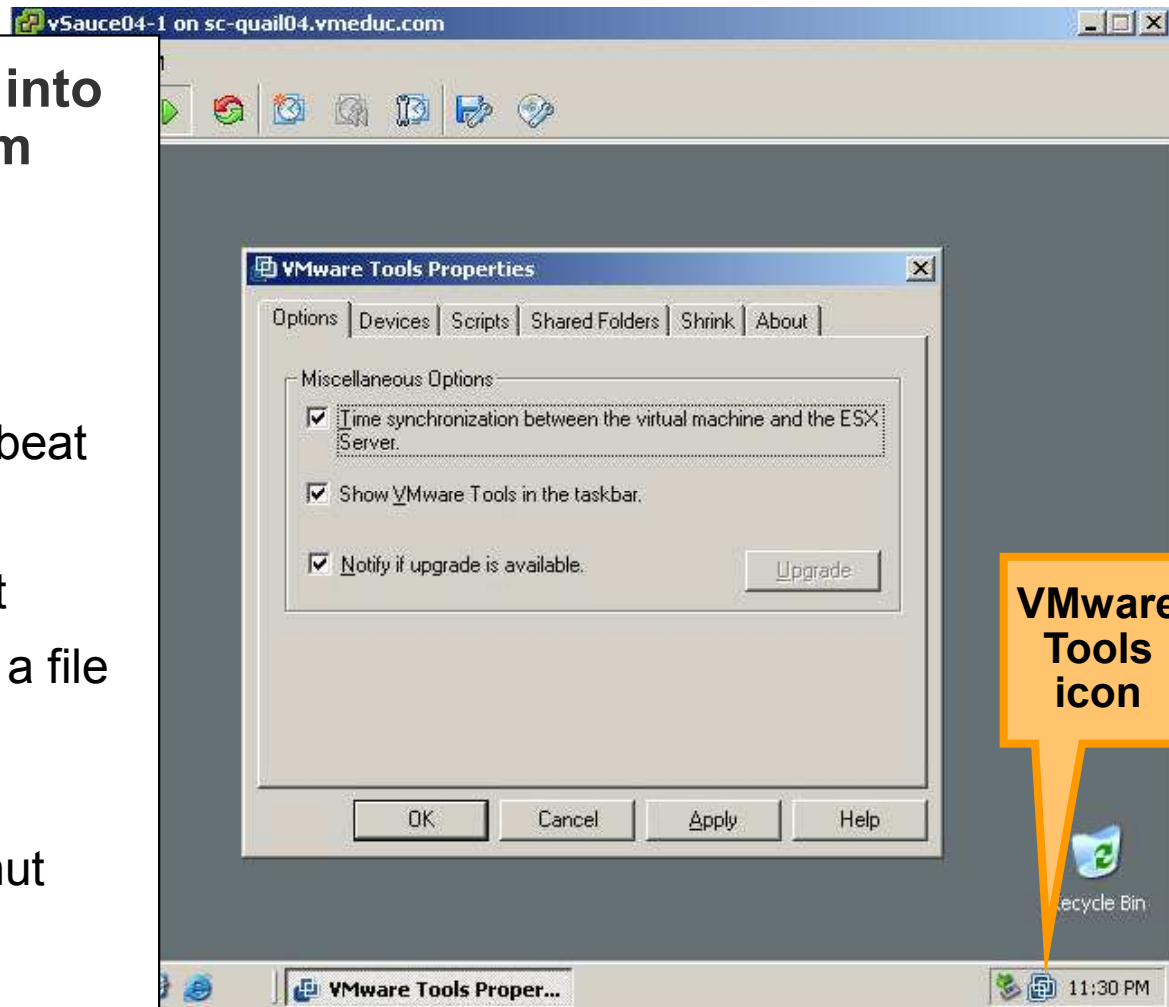 vSauce04-1 on sc-quail04.vmeduc.com
into
m
beat
t
a file
nut
VMware Tools Properties
Options
Devices
Scripts
Shared Folders
Shrink
About
Miscellaneous Options
Time synchronization between the virtual machine and the ESX
Server.
Show VMware Tools in the taskbar.
Notify if upgrade is available.
Upgrade
OK
Cancel
Apply
Help
VMware
Tools
icon
ecycle Bin
VMware Tools Proper...
11:30 PM